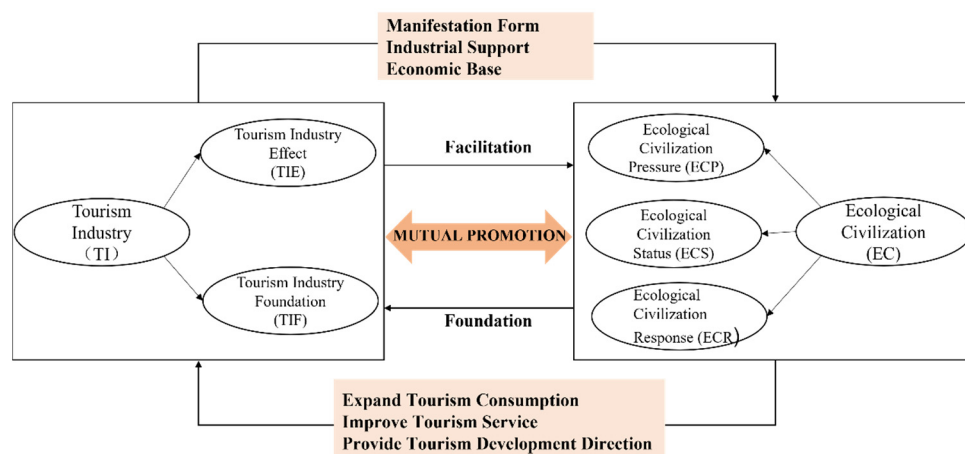 Manifestation Form
Industrial Support
Economic Base
Tourism Industry
Effect
(TIE)
Tourism
Industry
(TI)
Tourism Industry
Foundation
(TIF)
Facilitation
MUTUAL PROMOTION
Foundation
Ecological
Civilization
Pressure (ECP)
Ecological
Civilization
Status (ECS)
Ecological
Civilization
Response (ECR)
Ecological
Civilization
(EC)
Expand Tourism Consumption
Improve Tourism Service
Provide Tourism Development Direction